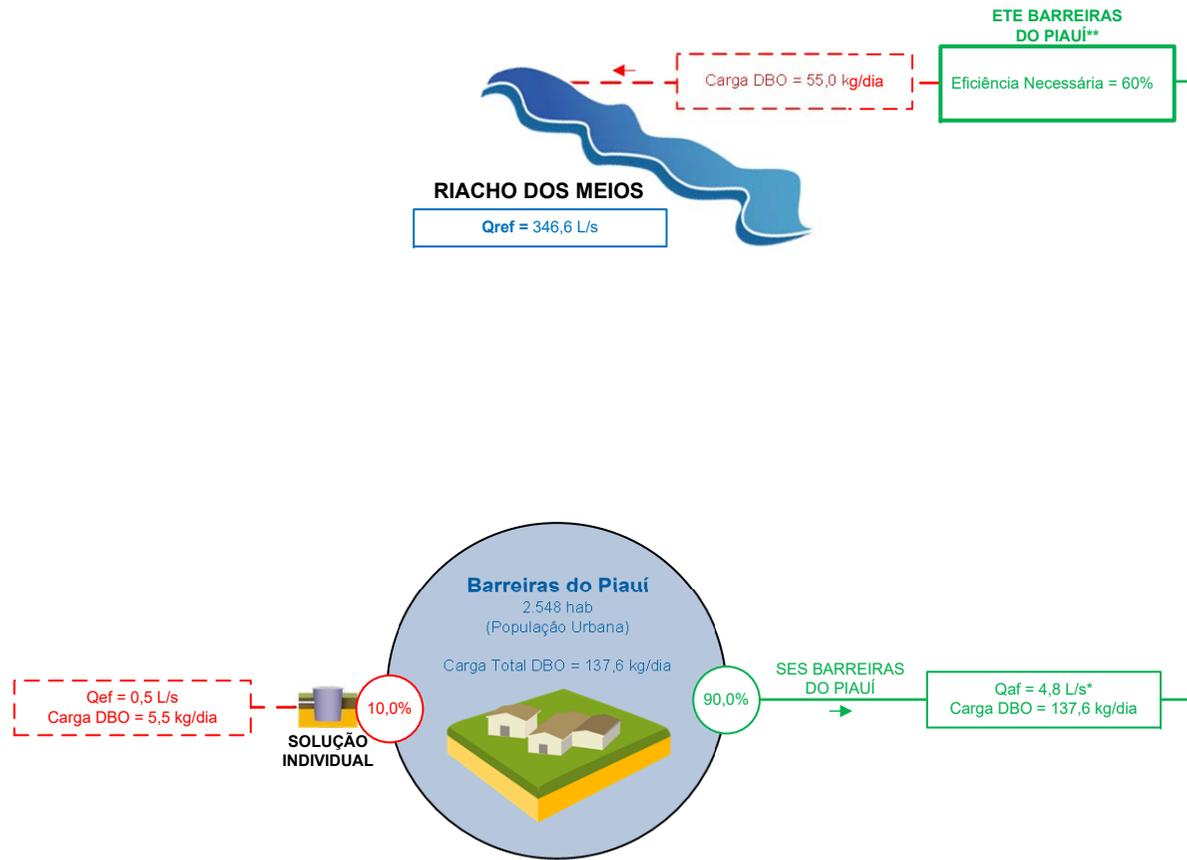 ETE BARREIRAS
DO PIAUÍ**
Carga DBO = 55,0 kg/dia
Eficiência Necessária = 60%
RIACHO DOS MEIOS
Qref = 346,6 L/s
Barreiras do Piauí
2.548 hab
(População Urbana)
Carga Total DBO = 137,6 kg/dia
Qef = 0,5 L/s
Carga DBO = 5,5 kg/dia
10,0%
SOLUÇÃO
INDIVIDUAL
90,0%
SES BARREIRAS
DO PIAUÍ
Qaf = 4,8 L/s*
Carga DBO = 137,6 kg/dia